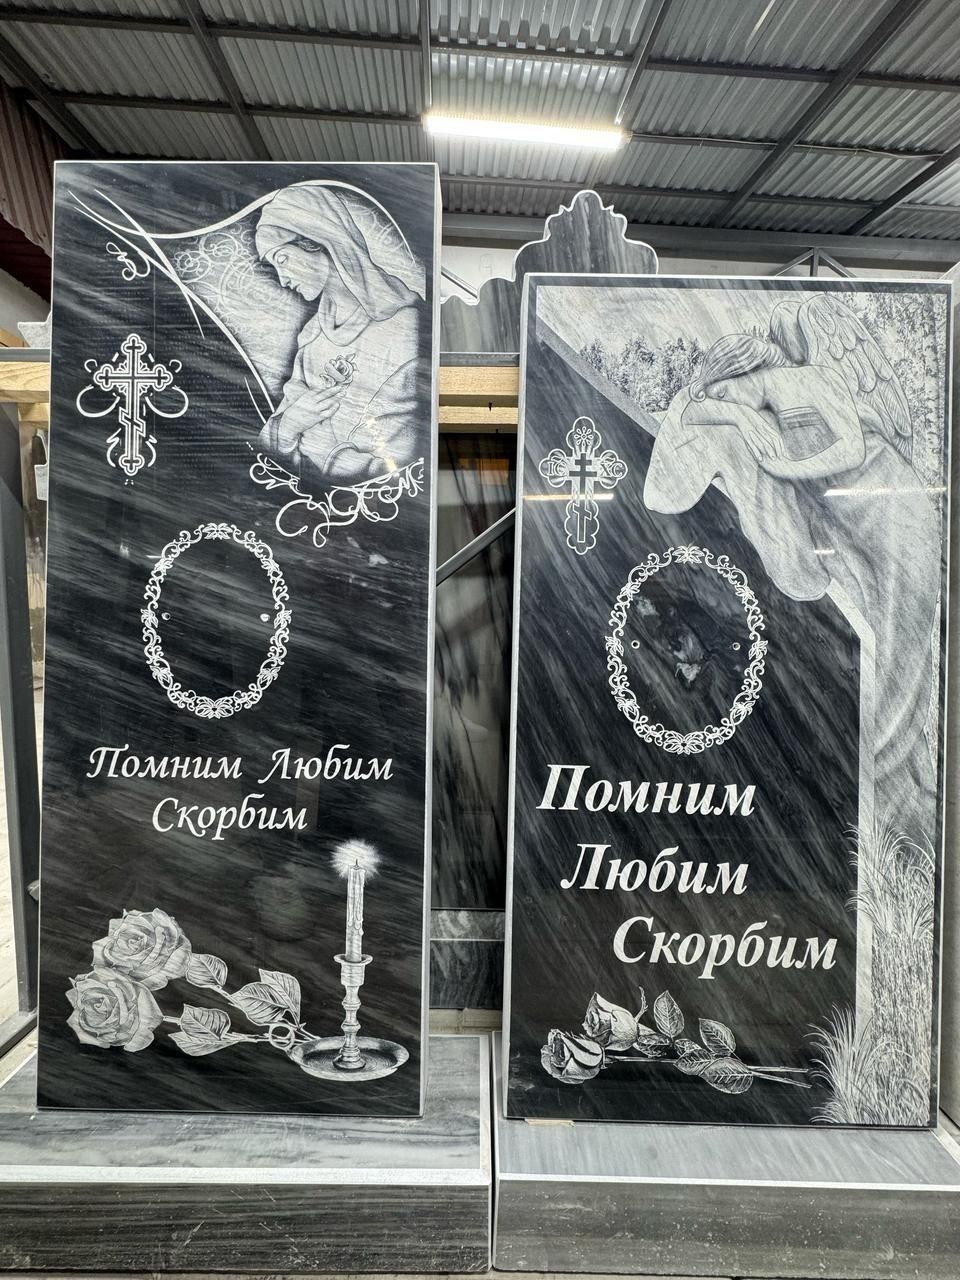 Помним Любим
Скорбим
IC XC
Помним
Любим
Скорбим